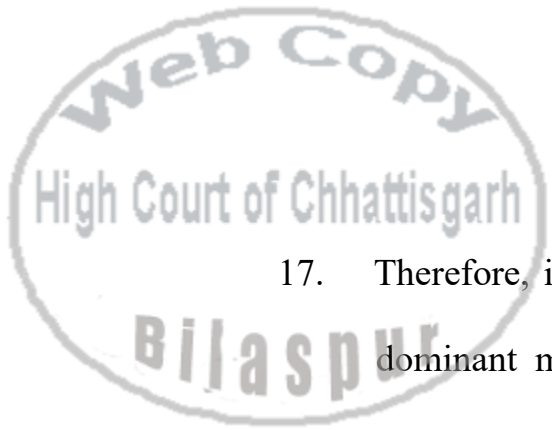 Web Copy
High Court of Chhattisgarh
Bilaspur
17. Therefore, i
dominant m